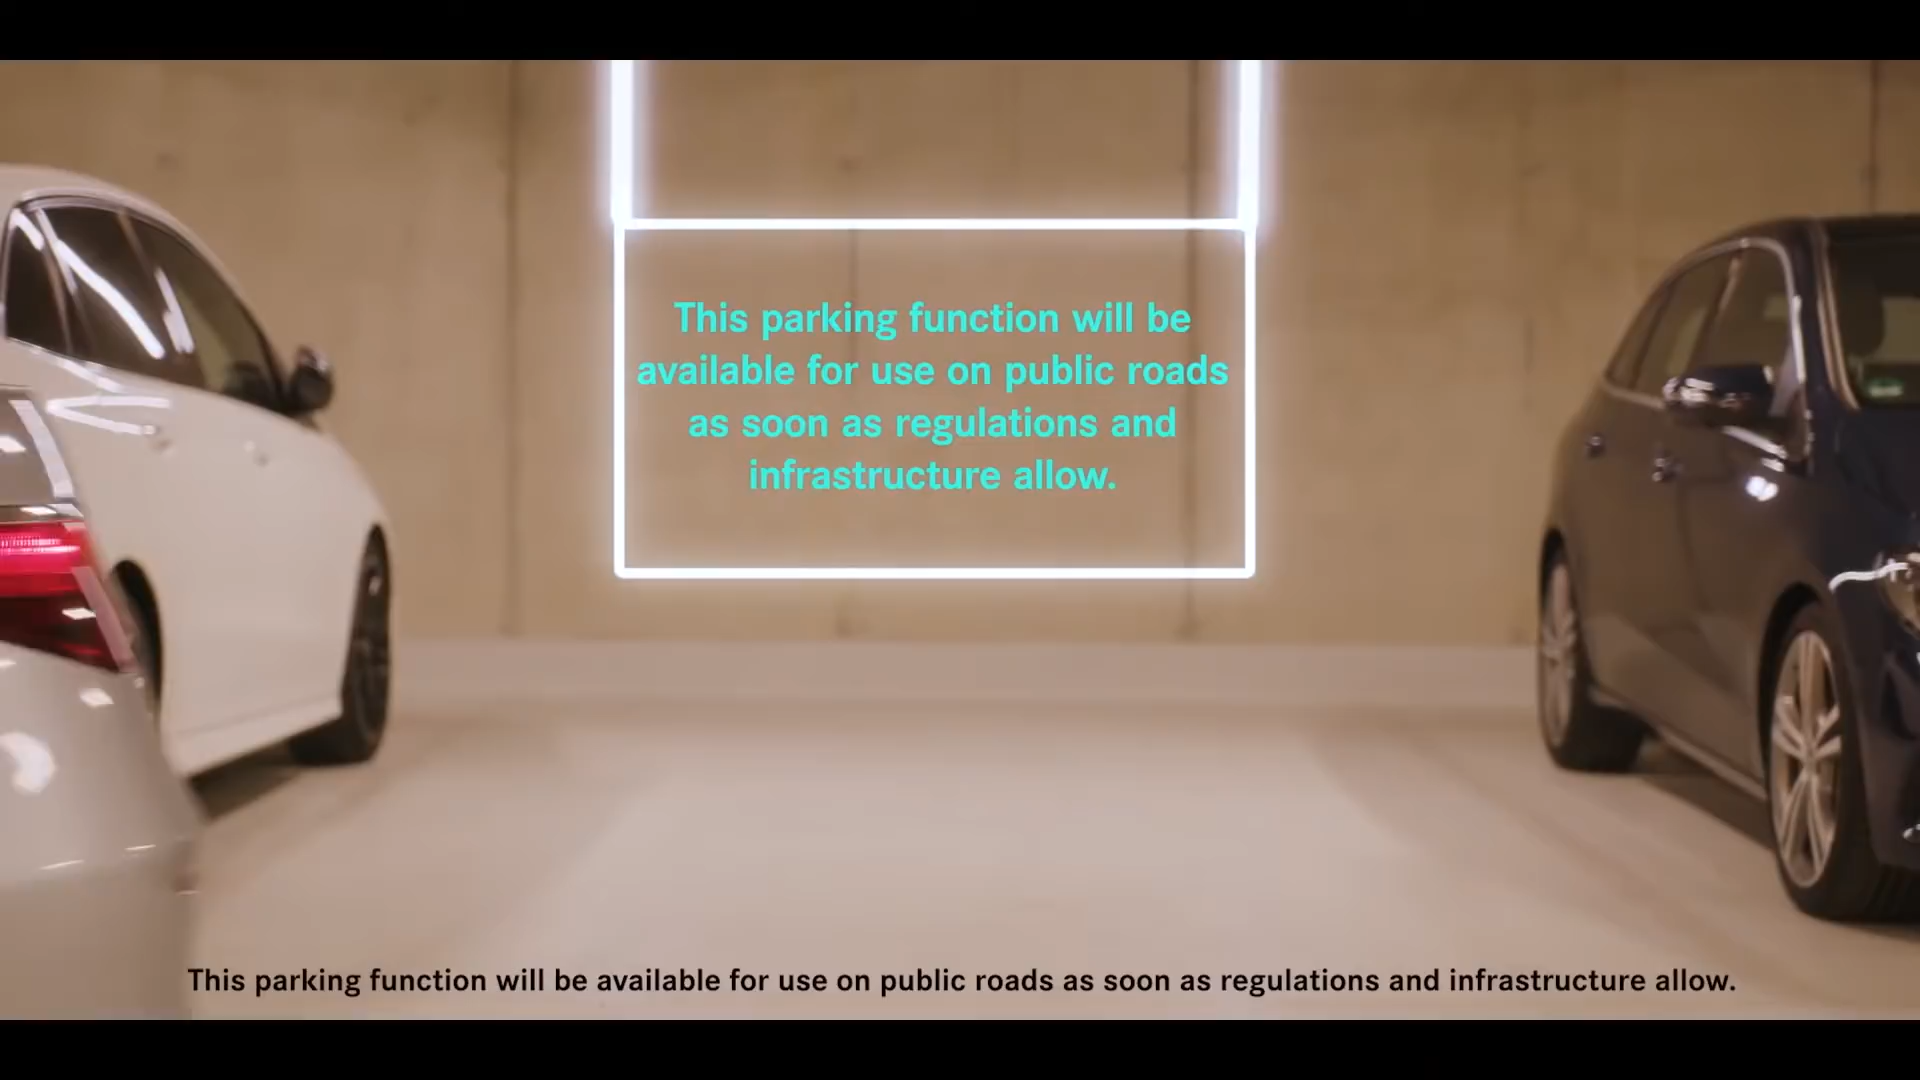 This parking function will be
available for use on public roads
as soon as regulations and
infrastructure allow.
This parking function will be available for use on public roads as soon as regulations and infrastructure allow.